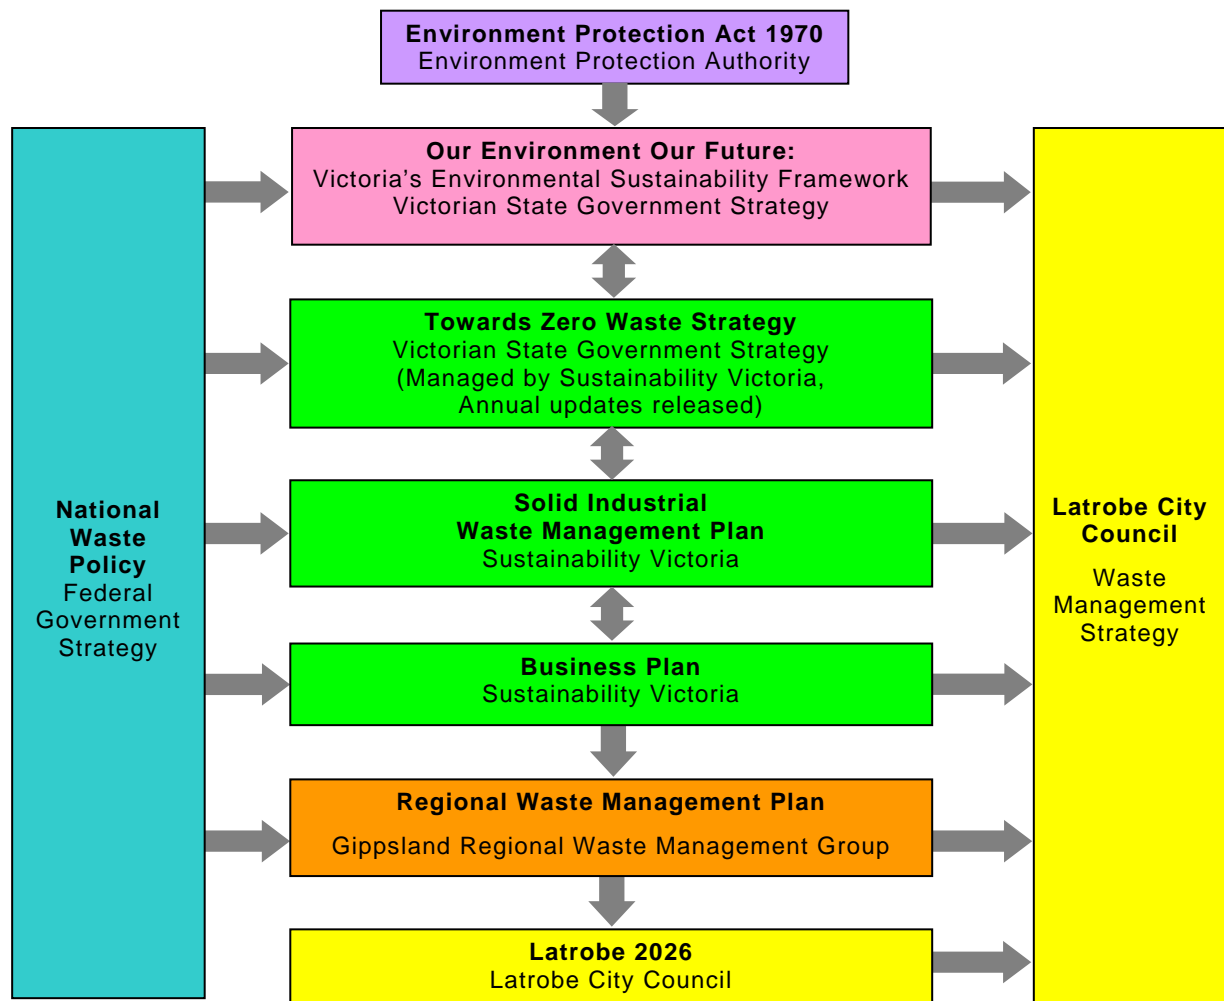 Environment Protection Act 1970
Environment Protection Authority
Our Environment Our Future:
Victoria’s Environmental Sustainability Framework
Victorian State Government Strategy
Towards Zero Waste Strategy
Victorian State Government Strategy
(Managed by Sustainability Victoria,
Annual updates released)
National
Waste
Policy
Federal
Government
Strategy
Solid Industrial
Waste Management Plan
Sustainability Victoria
Latrobe City
Council
Waste
Management
Strategy
Business Plan
Sustainability Victoria
Regional Waste Management Plan
Gippsland Regional Waste Management Group
Latrobe 2026
Latrobe City Council